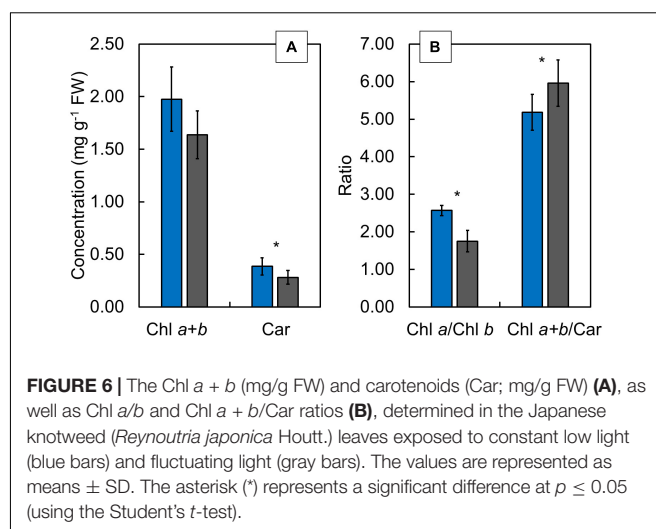 2.50
2.00
1.50
1.00
0.50
0.00
Concentration (mg g⁻¹ FW)
A
*
Chl a+b Car
7.00
6.00
5.00
4.00
3.00
2.00
1.00
0.00
Ratio
B
*
*
Chl a/Chl b Chl a+b/Car
FIGURE 6 | The Chl a + b (mg/g FW) and carotenoids (Car; mg/g FW) (A), as
well as Chl a/b and Chl a + b/Car ratios (B), determined in the Japanese
knotweed (Reynoutria japonica Houtt.) leaves exposed to constant low light
(blue bars) and fluctuating light (gray bars). The values are represented as
means ± SD. The asterisk (*) represents a significant difference at p ≤ 0.05
(using the Student’s t-test).